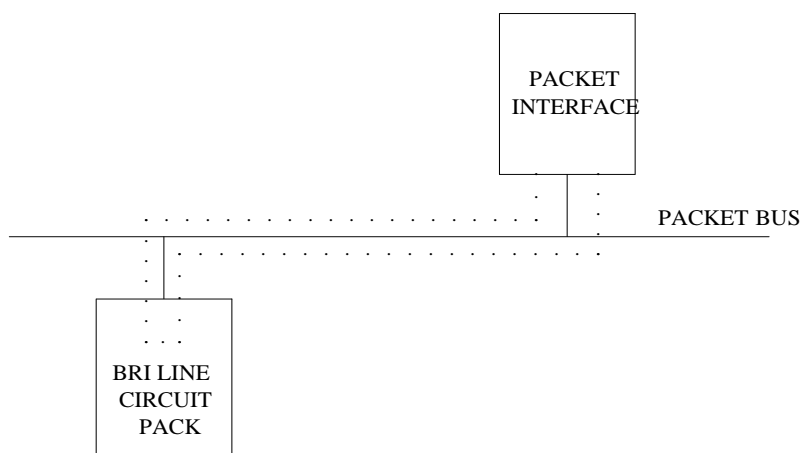 PACKET
INTERFACE
PACKET BUS
BRI LINE
CIRCUIT
PACK